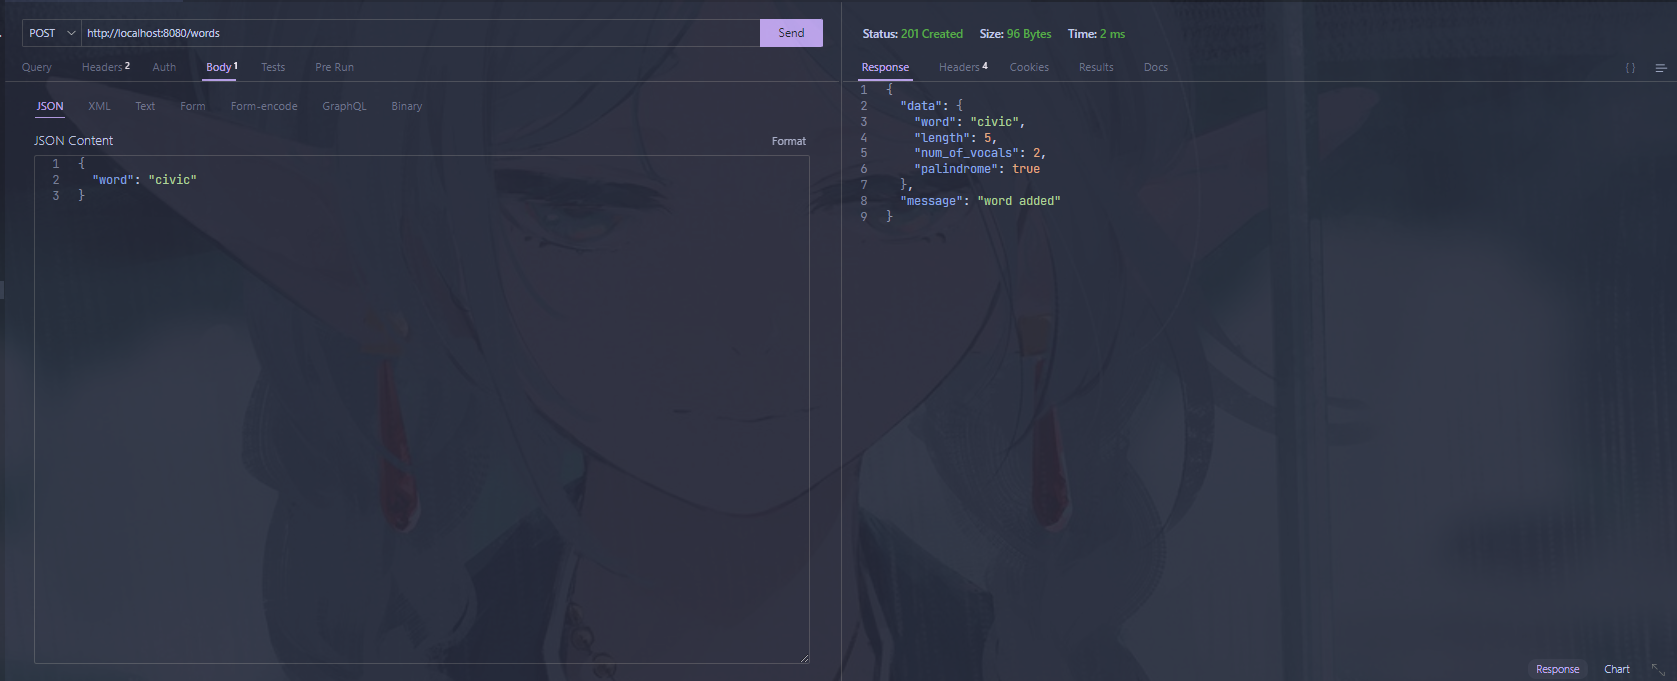 POST http://localhost:8080/words Send
Query Headers 2 Auth Body 1 Tests Pre Run
JSON XML Text Form Form-encode GraphQL Binary
JSON Content Format
1 {
2 "word": "civic"
3 }
Status: 201 Created Size: 96 Bytes Time: 2 ms
Response Headers 4 Cookies Results Docs { }
1 {
2 "data": {
3 "word": "civic",
4 "length": 5,
5 "num_of_vocals": 2,
6 "palindrome": true
7 },
8 "message": "word added"
9 }
Response Chart